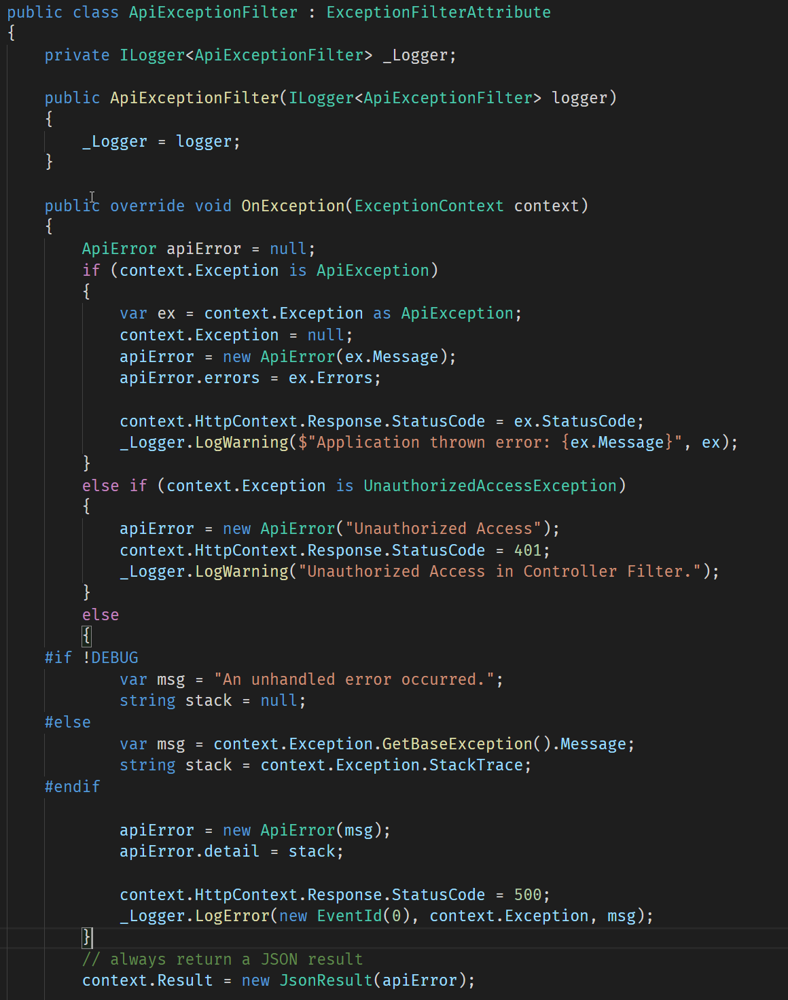 public class ApiExceptionFilter : ExceptionFilterAttribute
{
    private ILogger<ApiExceptionFilter> _Logger;

    public ApiExceptionFilter(ILogger<ApiExceptionFilter> logger)
    {
        _Logger = logger;
    }

    public override void OnException(ExceptionContext context)
    {
        ApiError apiError = null;
        if (context.Exception is ApiException)
        {
            var ex = context.Exception as ApiException;
            context.Exception = null;
            apiError = new ApiError(ex.Message);
            apiError.errors = ex.Errors;

            context.HttpContext.Response.StatusCode = ex.StatusCode;
            _Logger.LogWarning($"Application thrown error: {ex.Message}", ex);
        }
        else if (context.Exception is UnauthorizedAccessException)
        {
            apiError = new ApiError("Unauthorized Access");
            context.HttpContext.Response.StatusCode = 401;
            _Logger.LogWarning("Unauthorized Access in Controller Filter.");
        }
        else
        {
    #if !DEBUG
            var msg = "An unhandled error occurred.";
            string stack = null;
    #else
            var msg = context.Exception.GetBaseException().Message;
            string stack = context.Exception.StackTrace;
    #endif

            apiError = new ApiError(msg);
            apiError.detail = stack;

            context.HttpContext.Response.StatusCode = 500;
            _Logger.LogError(new EventId(0), context.Exception, msg);
        }
        // always return a JSON result
        context.Result = new JsonResult(apiError);